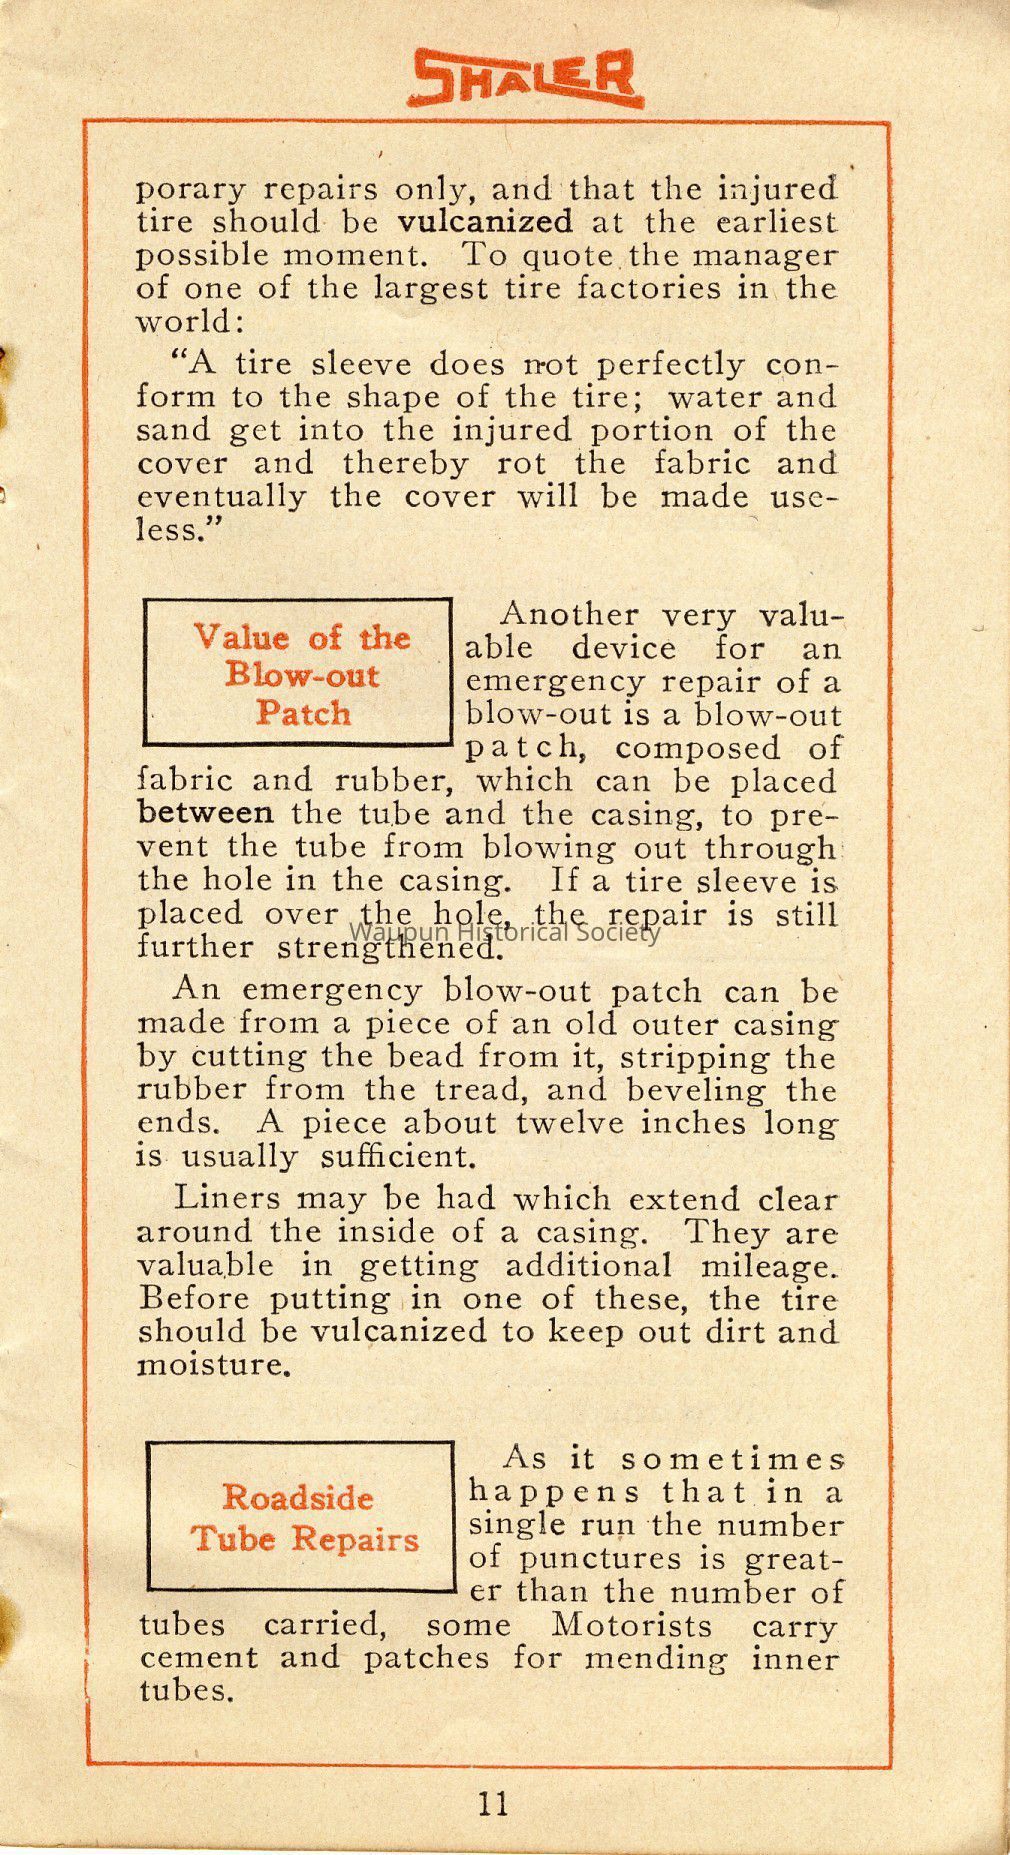 SHALER
porary repairs only, and that the injured
tire should be vulcanized at the earliest
possible moment. To quote the manager
of one of the largest tire factories in the
world:
“A tire sleeve does not perfectly con-
form to the shape of the tire; water and
sand get into the injured portion of the
cover and thereby rot the fabric and
eventually the cover will be made use-
less.”
Value of the
Blow-out
Patch
Another very valu-
able device for an
emergency repair of a
blow-out is a blow-out
patch, composed of
fabric and rubber, which can be placed
between the tube and the casing, to pre-
vent the tube from blowing out through
the hole in the casing. If a tire sleeve is
placed over the hole, the repair is still
further strengthened.
Waupun Historical Society
An emergency blow-out patch can be
made from a piece of an old outer casing
by cutting the bead from it, stripping the
rubber from the tread, and beveling the
ends. A piece about twelve inches long
is usually sufficient.
Liners may be had which extend clear
around the inside of a casing. They are
valuable in getting additional mileage.
Before putting in one of these, the tire
should be vulcanized to keep out dirt and
moisture.
Roadside
Tube Repairs
As it sometimes
happens that in a
single run the number
of punctures is great-
er than the number of
tubes carried, some Motorists carry
cement and patches for mending inner
tubes.
11